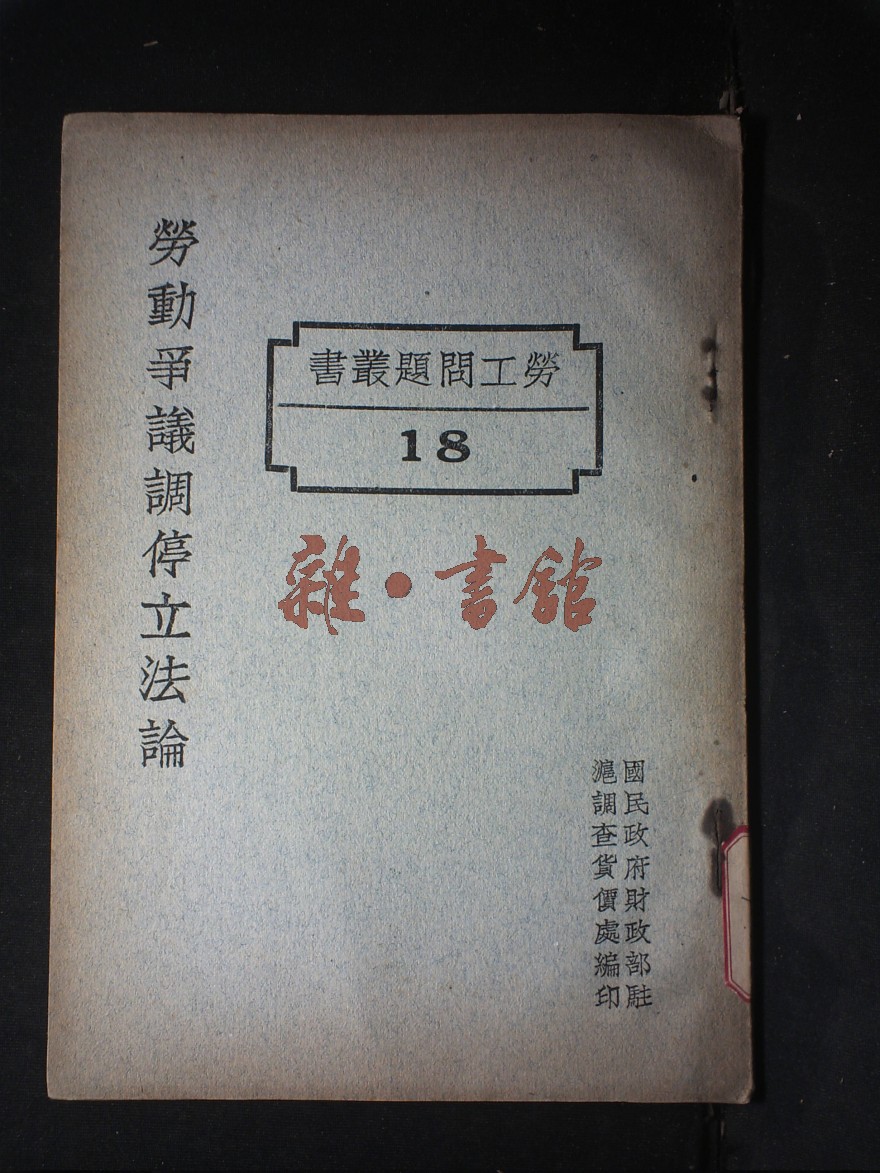 勞工問題叢書
18
國民政府財政部駐
滬調查貨價處編印
勞動爭議調停立法論
雜・書館